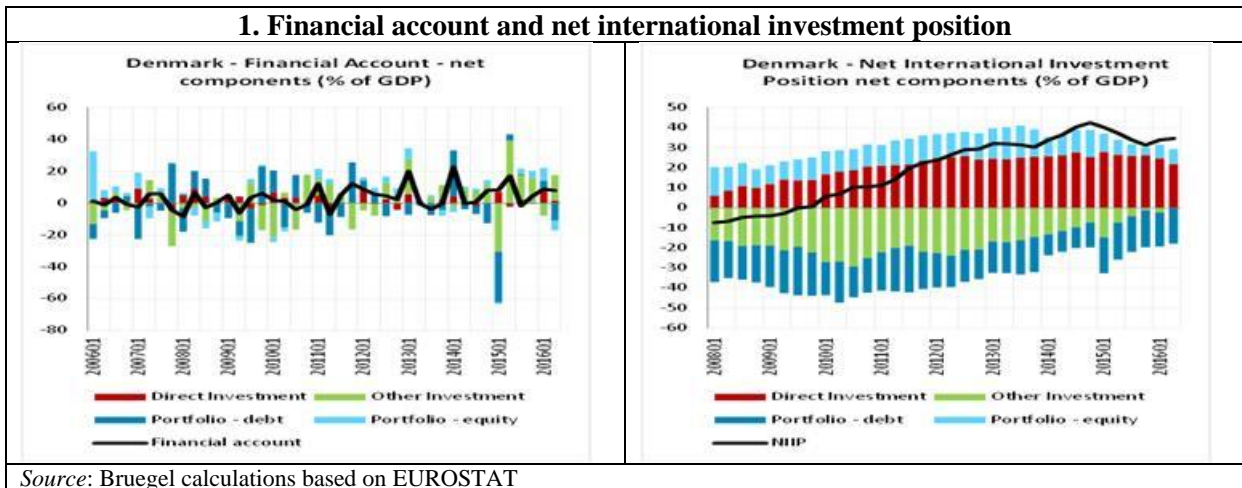 1. Financial account and net international investment position
Denmark - Financial Account - net
components (% of GDP)
60
40
20
0
-20
-40
-60
-80
2006Q1
2007Q1
2008Q1
2009Q1
2010Q1
2011Q1
2012Q1
2013Q1
2014Q1
2015Q1
2016Q1
Direct Investment
Other Investment
Portfolio - debt
Portfolio - equity
Financial account
Denmark - Net International Investment
Position net components (% of GDP)
50
40
30
20
10
0
-10
-20
-30
-40
-50
-60
2008Q1
2009Q1
2010Q1
2011Q1
2012Q1
2013Q1
2014Q1
2015Q1
2016Q1
Direct Investment
Other Investment
Portfolio - debt
Portfolio - equity
NIIP
Source: Bruegel calculations based on EUROSTAT